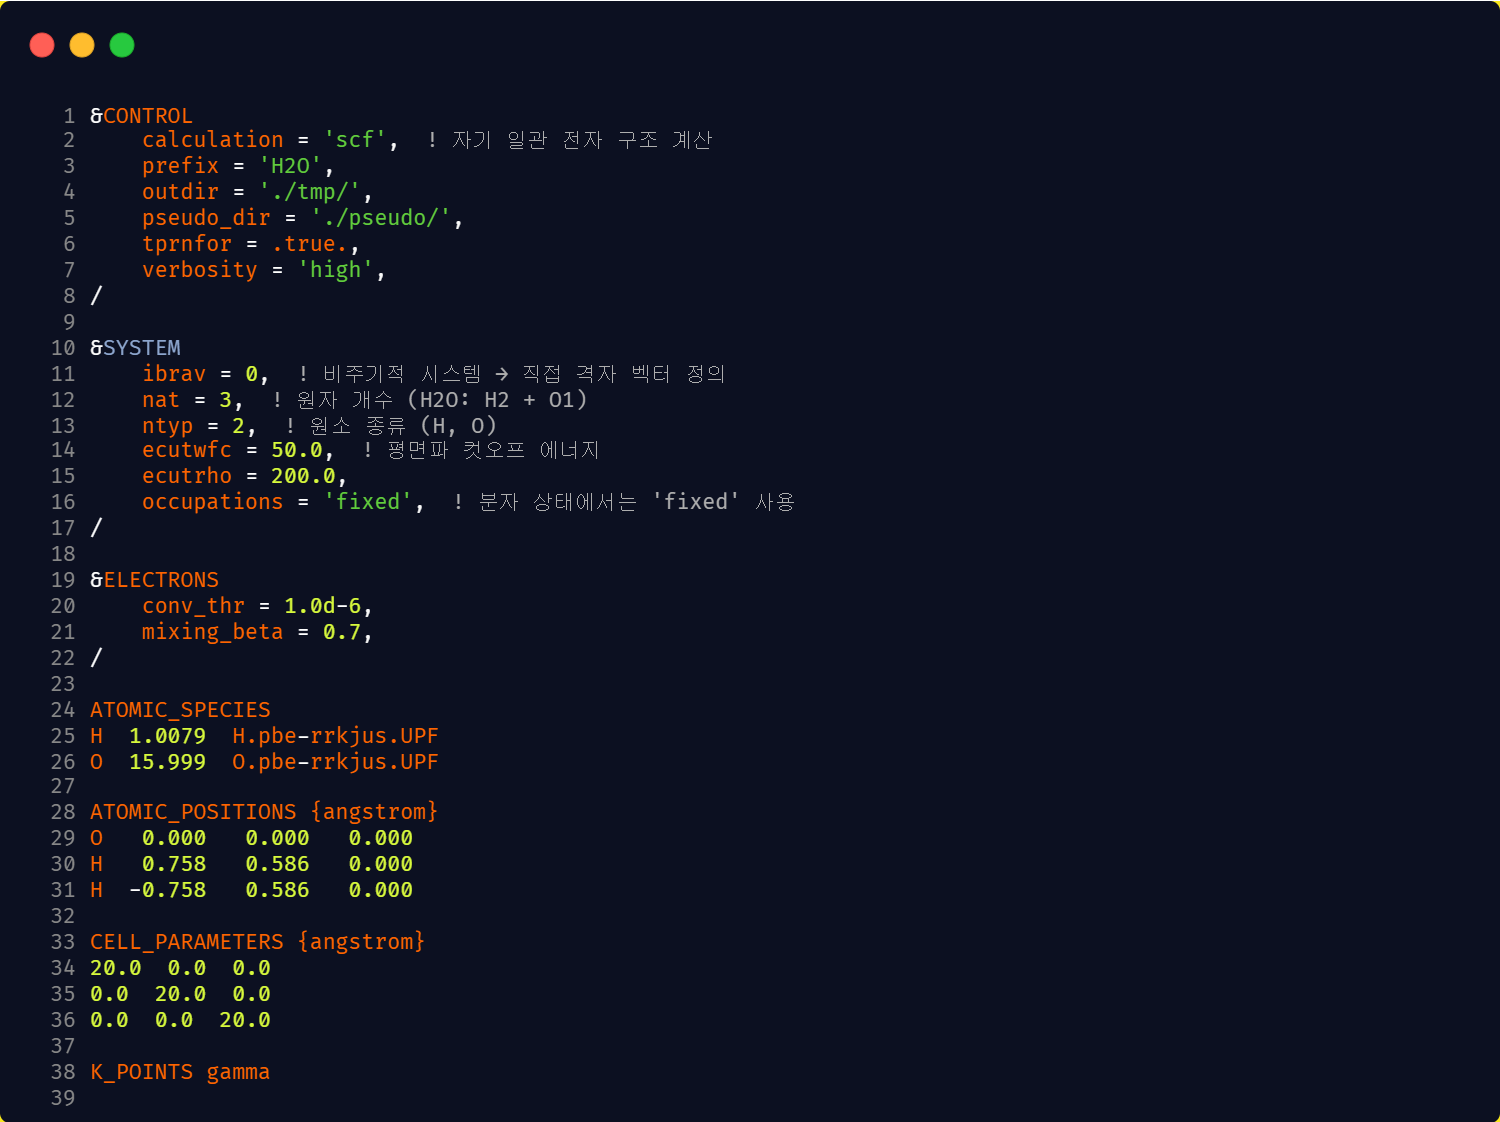 1 &CONTROL
2     calculation = 'scf',  ! 자기 일관 전자 구조 계산
3     prefix = 'H2O',
4     outdir = './tmp/',
5     pseudo_dir = './pseudo/',
6     tprnfor = .true.,
7     verbosity = 'high',
8 /
9
10 &SYSTEM
11     ibrav = 0,  ! 비주기적 시스템 → 직접 격자 벡터 정의
12     nat = 3,  ! 원자 개수 (H2O: H2 + O1)
13     ntyp = 2,  ! 원소 종류 (H, O)
14     ecutwfc = 50.0,  ! 평면파 컷오프 에너지
15     ecutrho = 200.0,
16     occupations = 'fixed',  ! 분자 상태에서는 'fixed' 사용
17 /
18
19 &ELECTRONS
20     conv_thr = 1.0d-6,
21     mixing_beta = 0.7,
22 /
23
24 ATOMIC_SPECIES
25 H  1.0079  H.pbe-rrkjus.UPF
26 O  15.999  O.pbe-rrkjus.UPF
27
28 ATOMIC_POSITIONS {angstrom}
29 O   0.000   0.000   0.000
30 H   0.758   0.586   0.000
31 H  -0.758   0.586   0.000
32
33 CELL_PARAMETERS {angstrom}
34 20.0  0.0  0.0
35 0.0  20.0  0.0
36 0.0  0.0  20.0
37
38 K_POINTS gamma
39